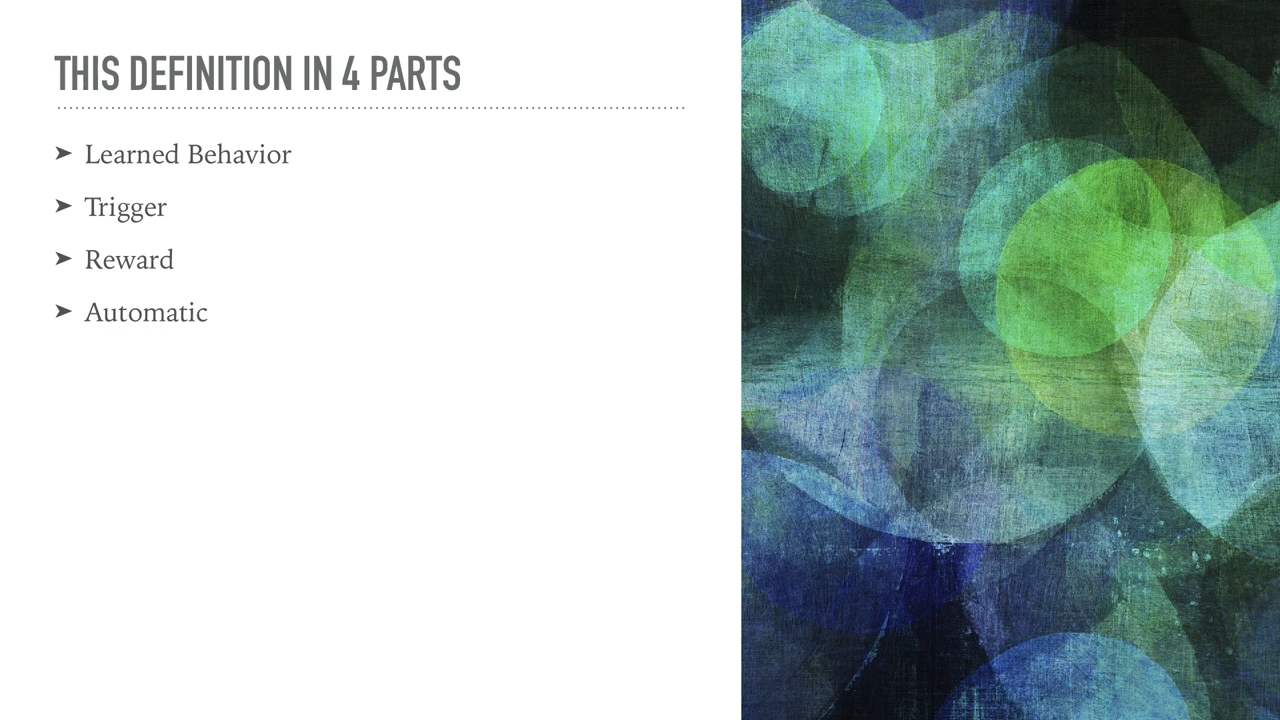 THIS DEFINITION IN 4 PARTS
➤ Learned Behavior
➤ Trigger
➤ Reward
➤ Automatic